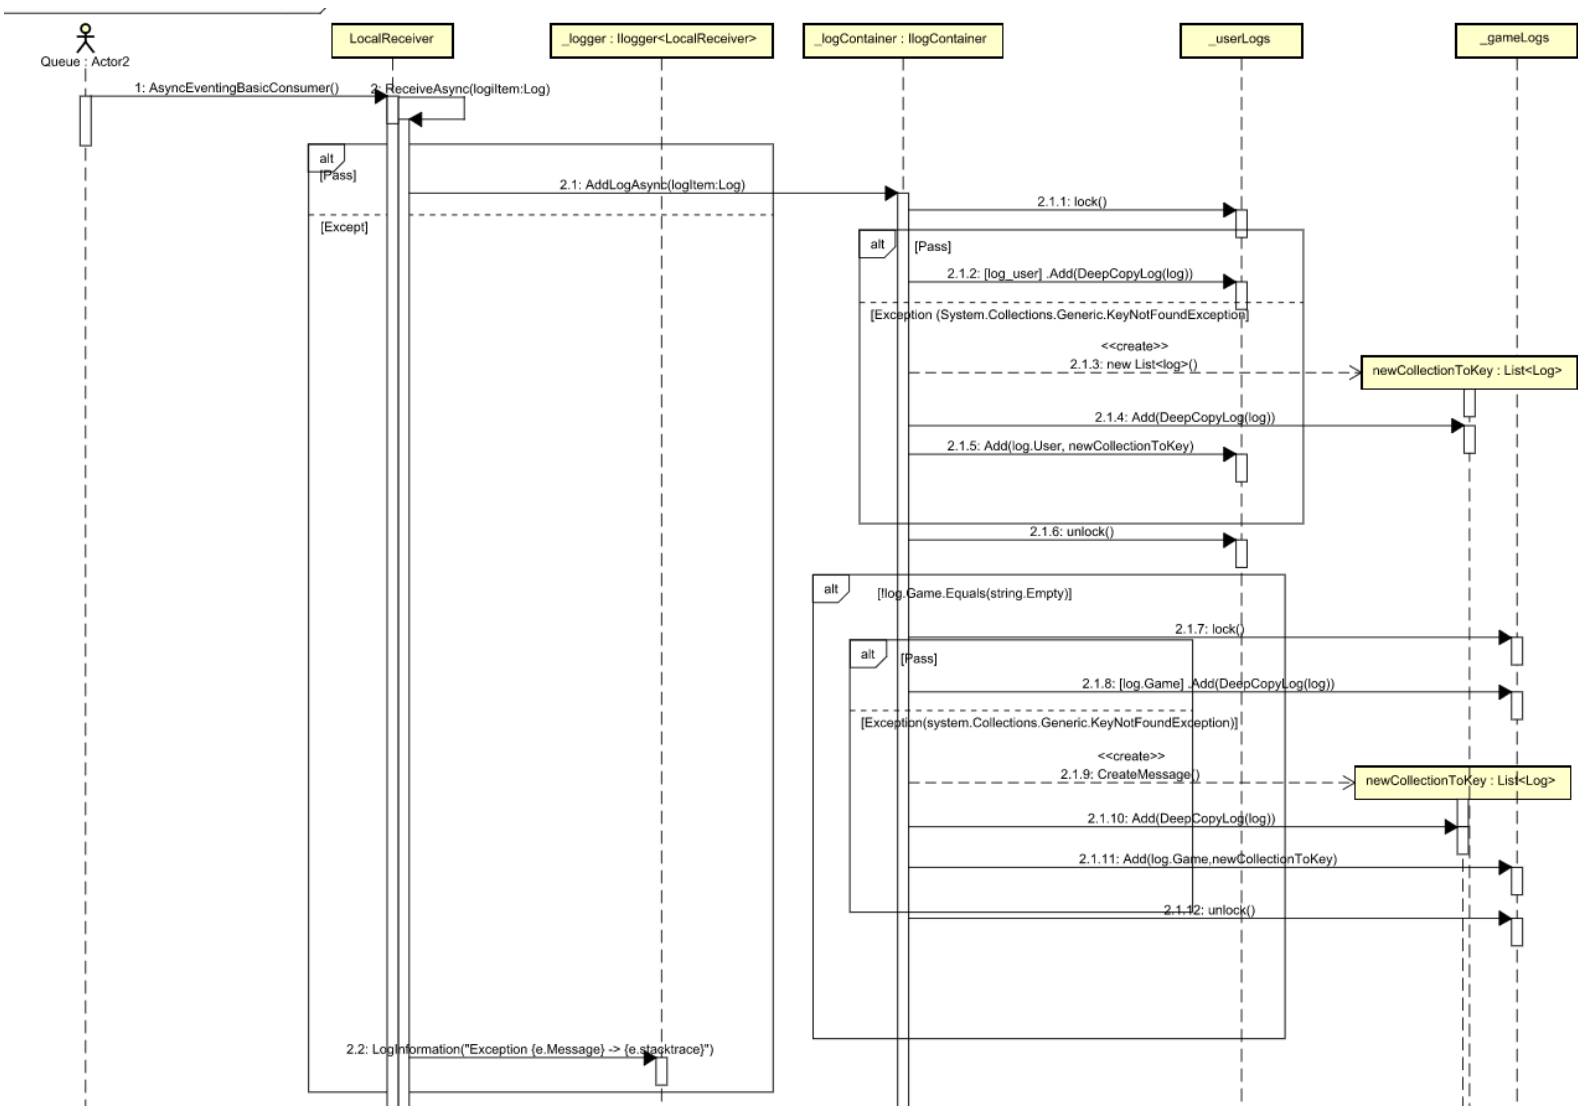 LocalReceiver
_logger : Ilogger<LocalReceiver>
_logContainer : IlogContainer
_userLogs
_gameLogs
Queue : Actor2
1: AsyncEventingBasicConsumer()
2: ReceiveAsync(logiItem:Log)
alt
[Pass]
2.1: AddLogAsync(logItem:Log)
2.1.1: lock()
[Except]
alt
[Pass]
2.1.2: [log_user] .Add(DeepCopyLog(log))
[Exception (System.Collections.Generic.KeyNotFoundException]
<<create>>
2.1.3: new List<log>()
newCollectionToKey : List<Log>
2.1.4: Add(DeepCopyLog(log))
2.1.5: Add(log.User, newCollectionToKey)
2.1.6: unlock()
alt
[!log.Game.Equals(string.Empty)]
2.1.7: lock()
alt
[Pass]
2.1.8: [log.Game] .Add(DeepCopyLog(log))
[Exception(system.Collections.Generic.KeyNotFoundException)]
<<create>>
2.1.9: CreateMessage()
newCollectionToKey : List<Log>
2.1.10: Add(DeepCopyLog(log))
2.1.11: Add(log.Game,newCollectionToKey)
2.1.12: unlock()
2.2: LogInformation("Exception {e.Message} -> {e.stacktrace}")